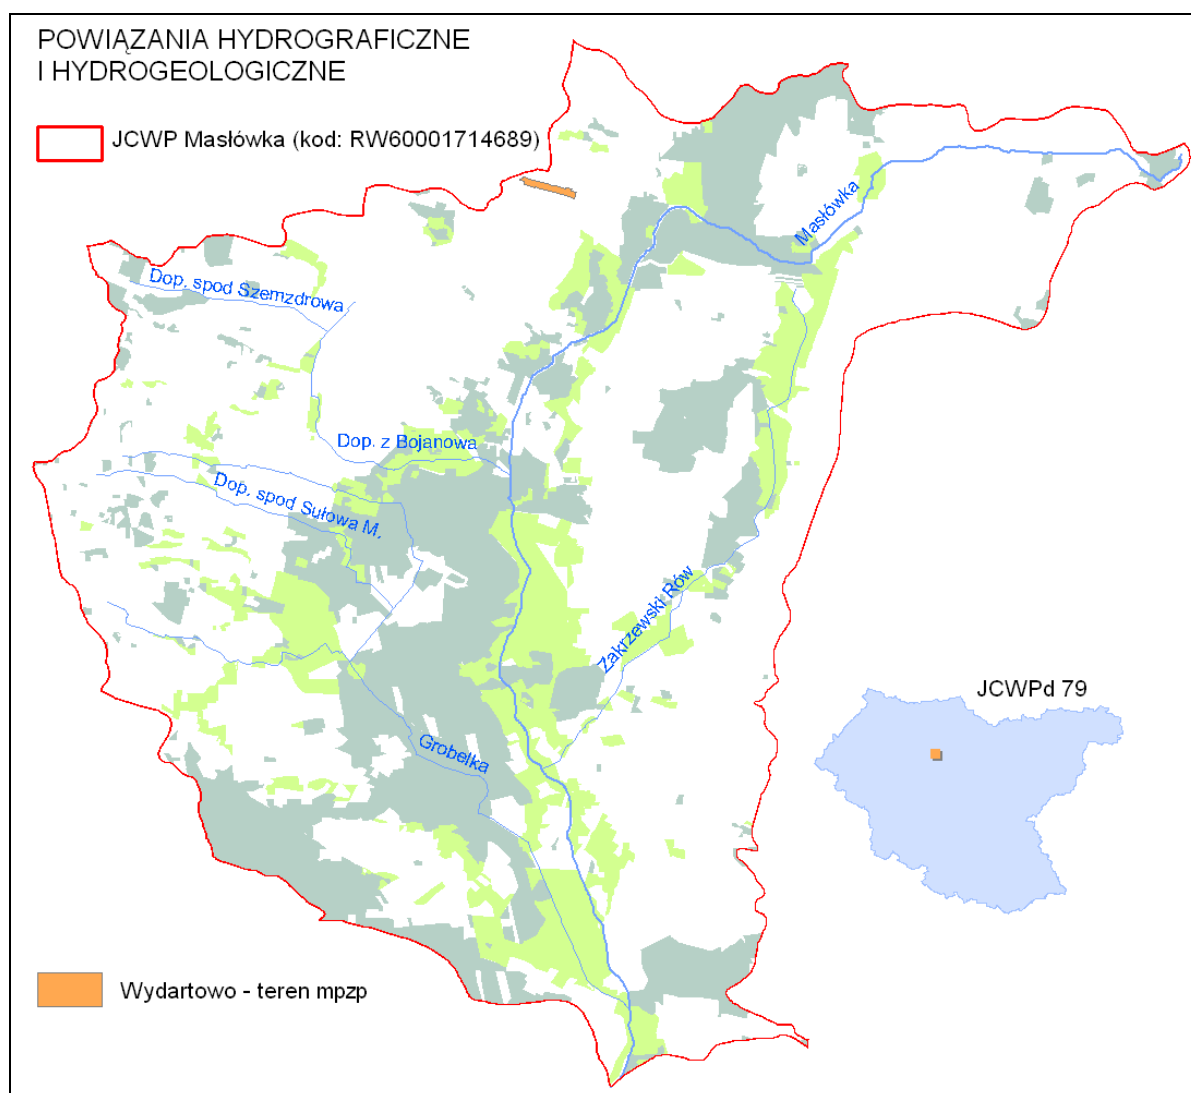 POWIĄZANIA HYDROGRAFICZNE
I HYDROGEOLOGICZNE
JCWP Masłówka (kod: RW60001714689)
Masłówka
Dop. spod Szemzdrowa
Dop. z Bojanowa
Dop. spod Sułowa M.
Zakrzewski Rów
Grobelka
JCWPd 79
Wydartowo - teren mpzp